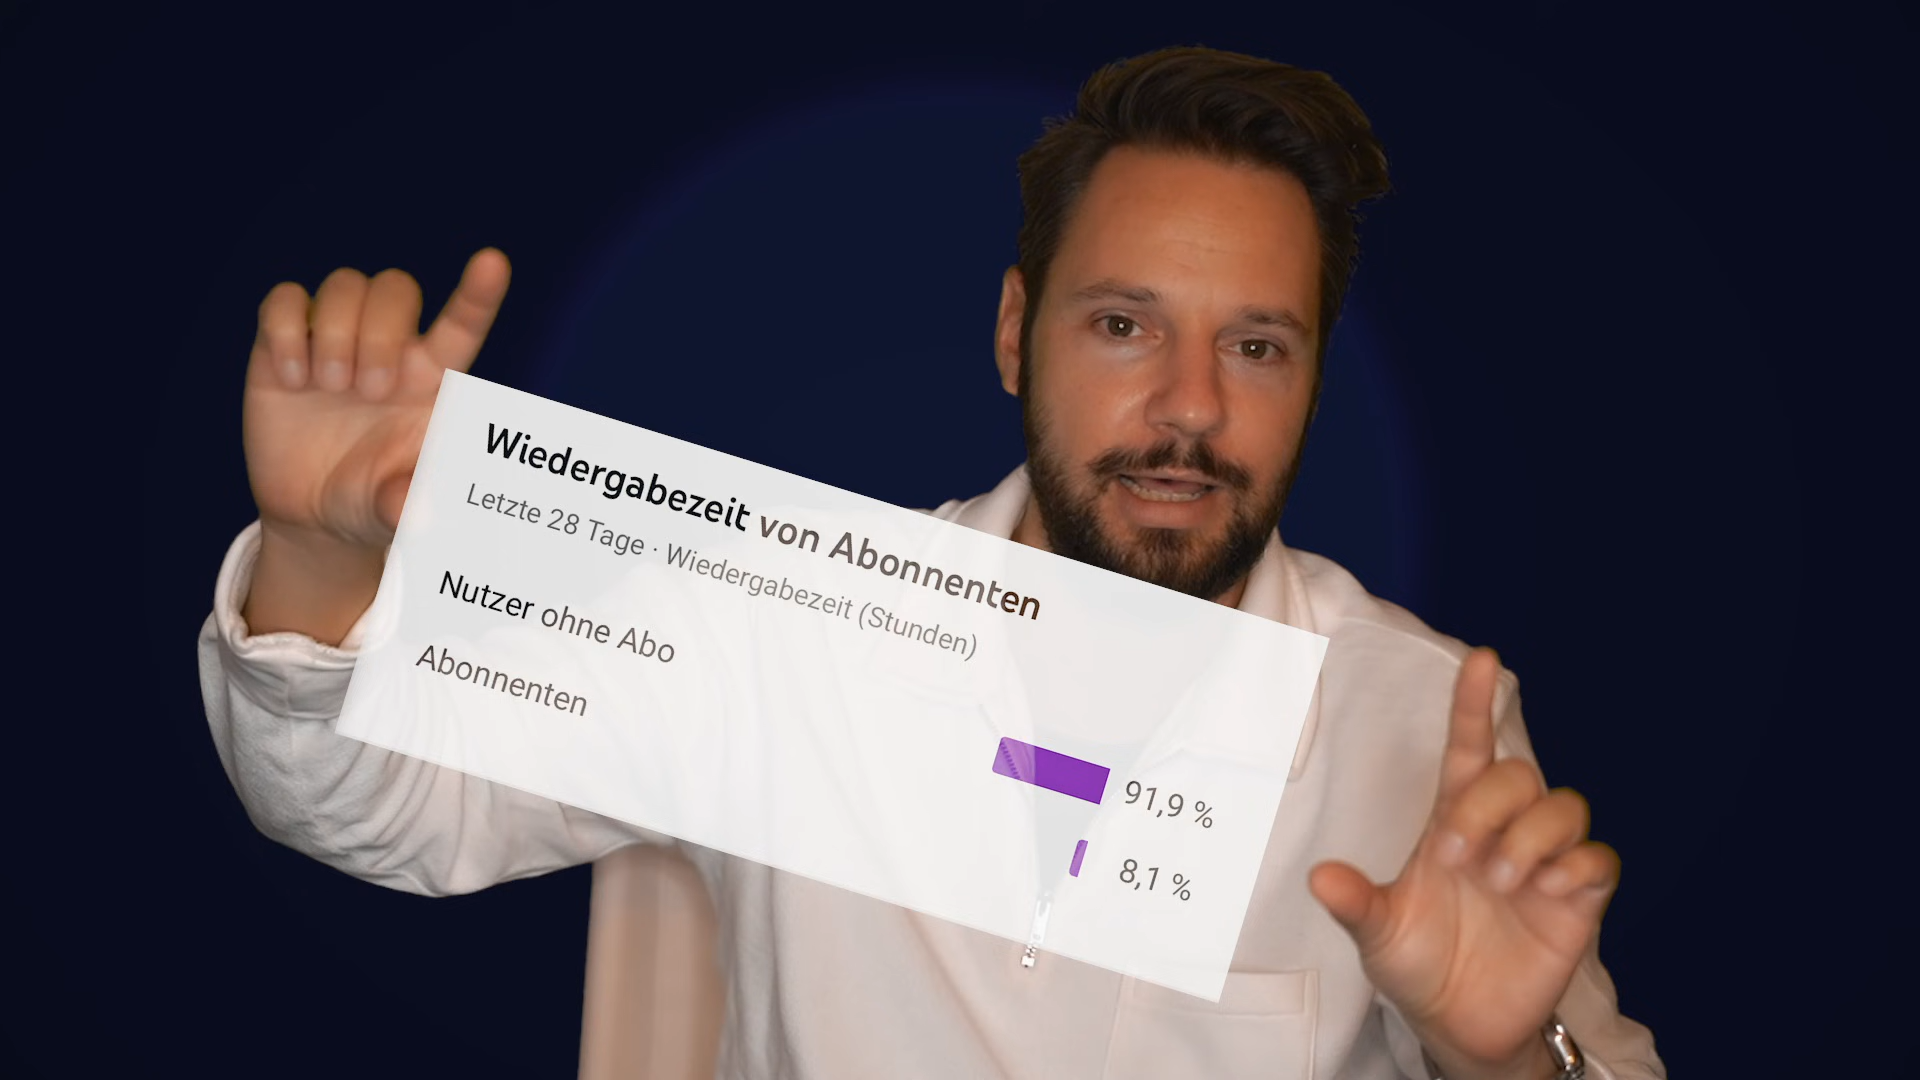 Wiedergabezeit von Abonnenten
Letzte 28 Tage · Wiedergabezeit (Stunden)
Nutzer ohne Abo
91,9 %
Abonnenten
8,1 %